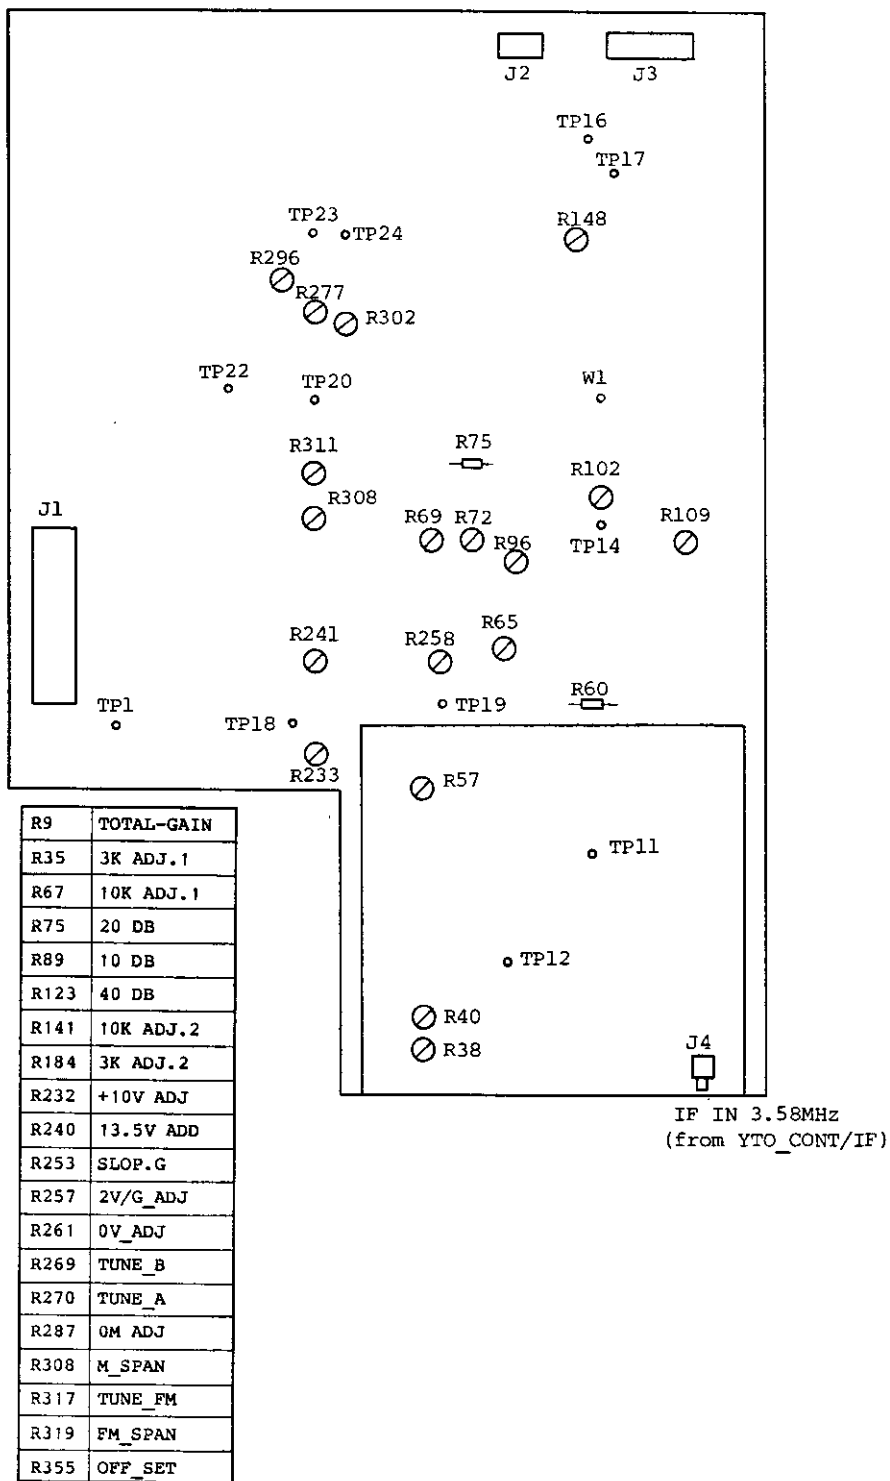 J2 J3
TP16
TP17
TP23
TP24
R148
R296
R277
R302
TP22
TP20
W1
R311
R75
R102
R308
J1
R69 R72
R96
TP14
R109
R241
R258
R65
TP1
TP18
TP19
R60
R233
R57
TP11
TP12
R40
R38
J4
IF IN 3.58MHz
(from YTO_CONT/IF)
R9 TOTAL-GAIN
R35 3K ADJ.1
R67 10K ADJ.1
R75 20 DB
R89 10 DB
R123 40 DB
R141 10K ADJ.2
R184 3K ADJ.2
R232 +10V ADJ
R240 13.5V ADD
R253 SLOP.G
R257 2V/G_ADJ
R261 0V_ADJ
R269 TUNE_B
R270 TUNE_A
R287 0M ADJ
R308 M_SPAN
R317 TUNE_FM
R319 FM_SPAN
R355 OFF_SET